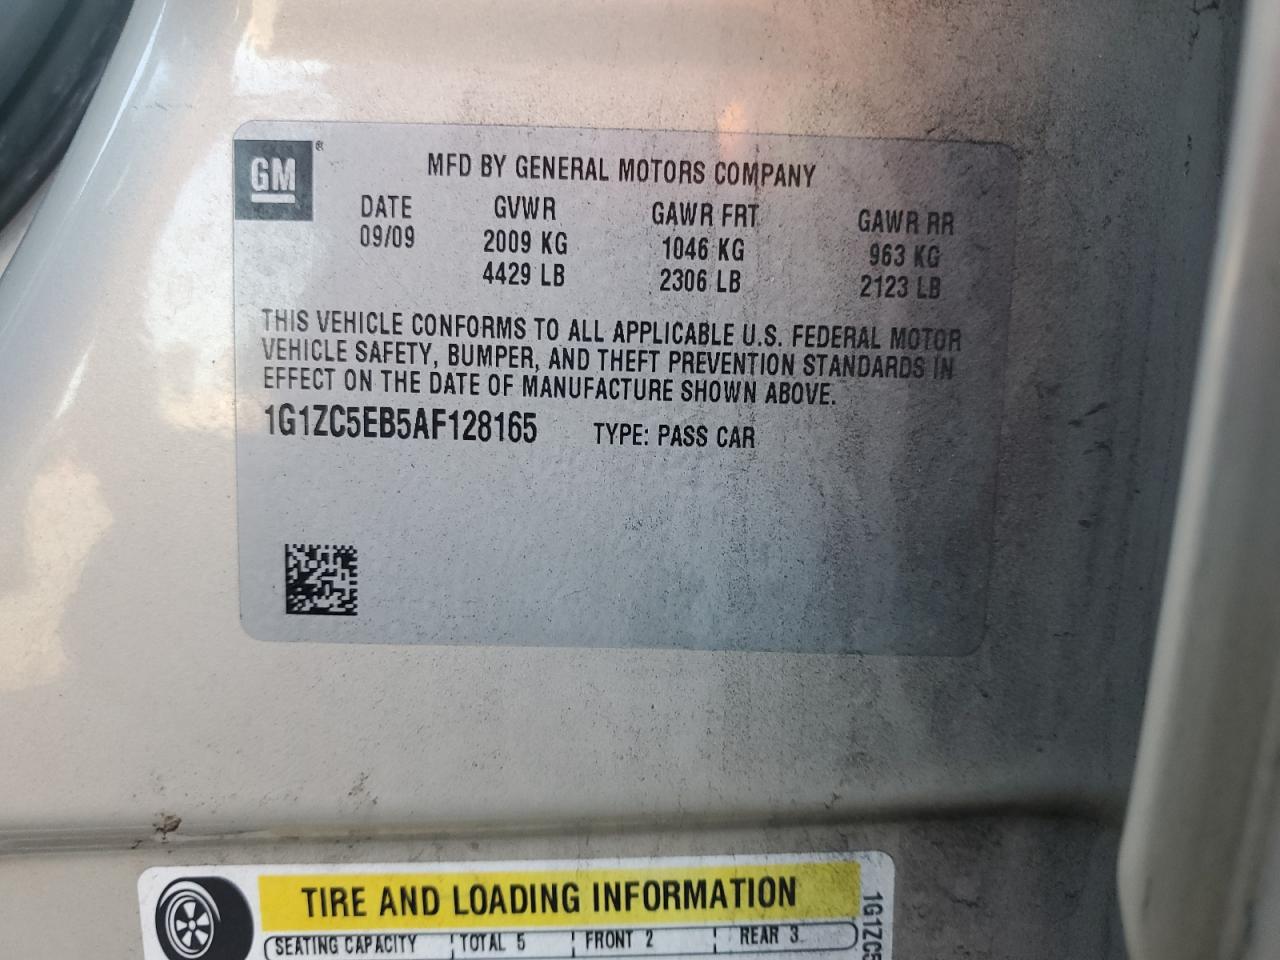 GM®
MFD BY GENERAL MOTORS COMPANY
DATE GVWR GAWR FRT GAWR RR
09/09 2009 KG 1046 KG 963 KG
4429 LB 2306 LB 2123 LB
THIS VEHICLE CONFORMS TO ALL APPLICABLE U.S. FEDERAL MOTOR
VEHICLE SAFETY, BUMPER, AND THEFT PREVENTION STANDARDS IN
EFFECT ON THE DATE OF MANUFACTURE SHOWN ABOVE.
1G1ZC5EB5AF128165 TYPE: PASS CAR
TIRE AND LOADING INFORMATION
SEATING CAPACITY TOTAL 5 FRONT 2 REAR 3
1G1ZC5